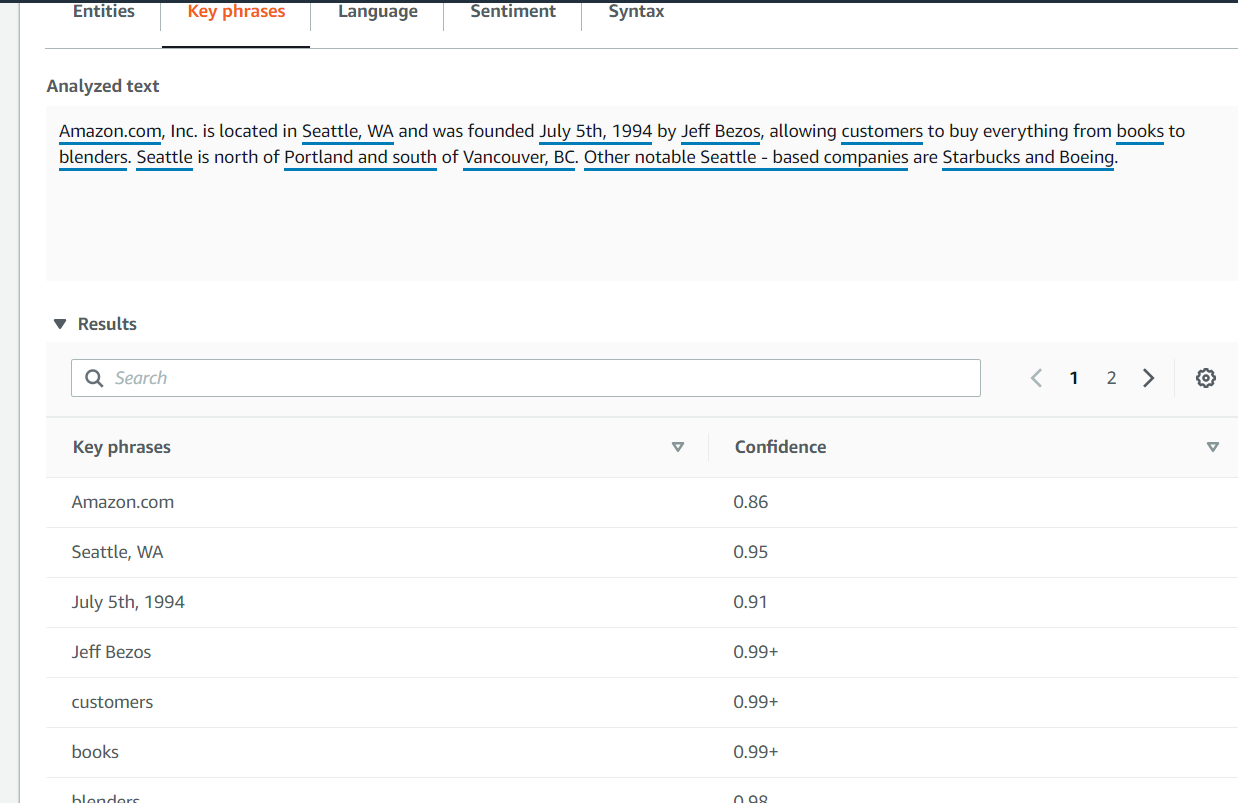 Entities Key phrases Language Sentiment Syntax
Analyzed text
Amazon.com, Inc. is located in Seattle, WA and was founded July 5th, 1994 by Jeff Bezos, allowing customers to buy everything from books to
blenders. Seattle is north of Portland and south of Vancouver, BC. Other notable Seattle - based companies are Starbucks and Boeing.
Results
Search 1 2
Key phrases Confidence
Amazon.com 0.86
Seattle, WA 0.95
July 5th, 1994 0.91
Jeff Bezos 0.99+
customers 0.99+
books 0.99+
blenders 0.98